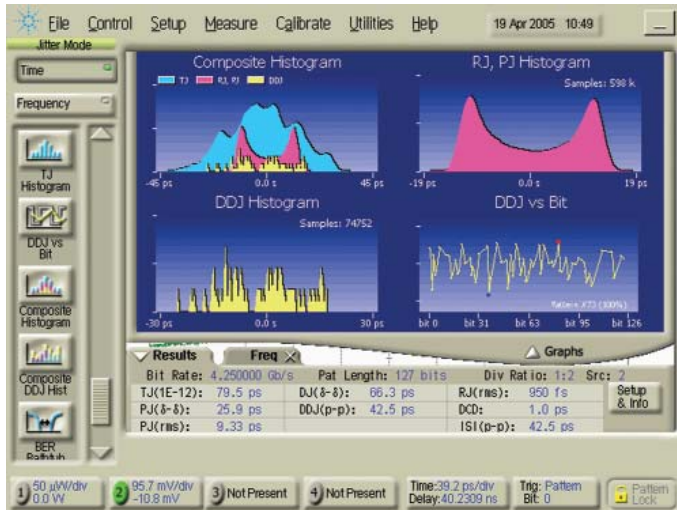 File Control Setup Measure Calibrate Utilities Help 19 Apr 2005 10:49
Jitter Mode
Time
Frequency
TJ
Histogram
DDJ vs
Bit
Composite
Histogram
Composite
DDJ Hist
BER
Bathtub
Composite Histogram
TJ RJ, PJ DDJ
-45 ps 0.0 s 45 ps
RJ, PJ Histogram
Samples: 598 k
-19 ps 0.0 s 19 ps
DDJ Histogram
Samples: 74752
-30 ps 0.0 s 30 ps
DDJ vs Bit
Pattern #73 (100%)
bit 0 bit 31 bit 63 bit 95 bit 126
Results Freq Graphs
Bit Rate: 4.250000 Gb/s Pat Length: 127 bits Div Ratio: 1:2 Src: 2
TJ(1E-12): 79.5 ps DJ(δ-δ): 66.3 ps RJ(rms): 950 fs
PJ(δ-δ): 25.9 ps DDJ(p-p): 42.5 ps DCD: 1.0 ps
PJ(rms): 9.33 ps ISI(p-p): 42.5 ps
Setup
& Info
1) 50 µW/div
0.0 W
2) 95.7 mV/div
-10.8 mV
3) Not Present
4) Not Present
Time:39.2 ps/div
Delay:40.2309 ns
Trig: Pattern
Bit: 0
Pattern
Lock